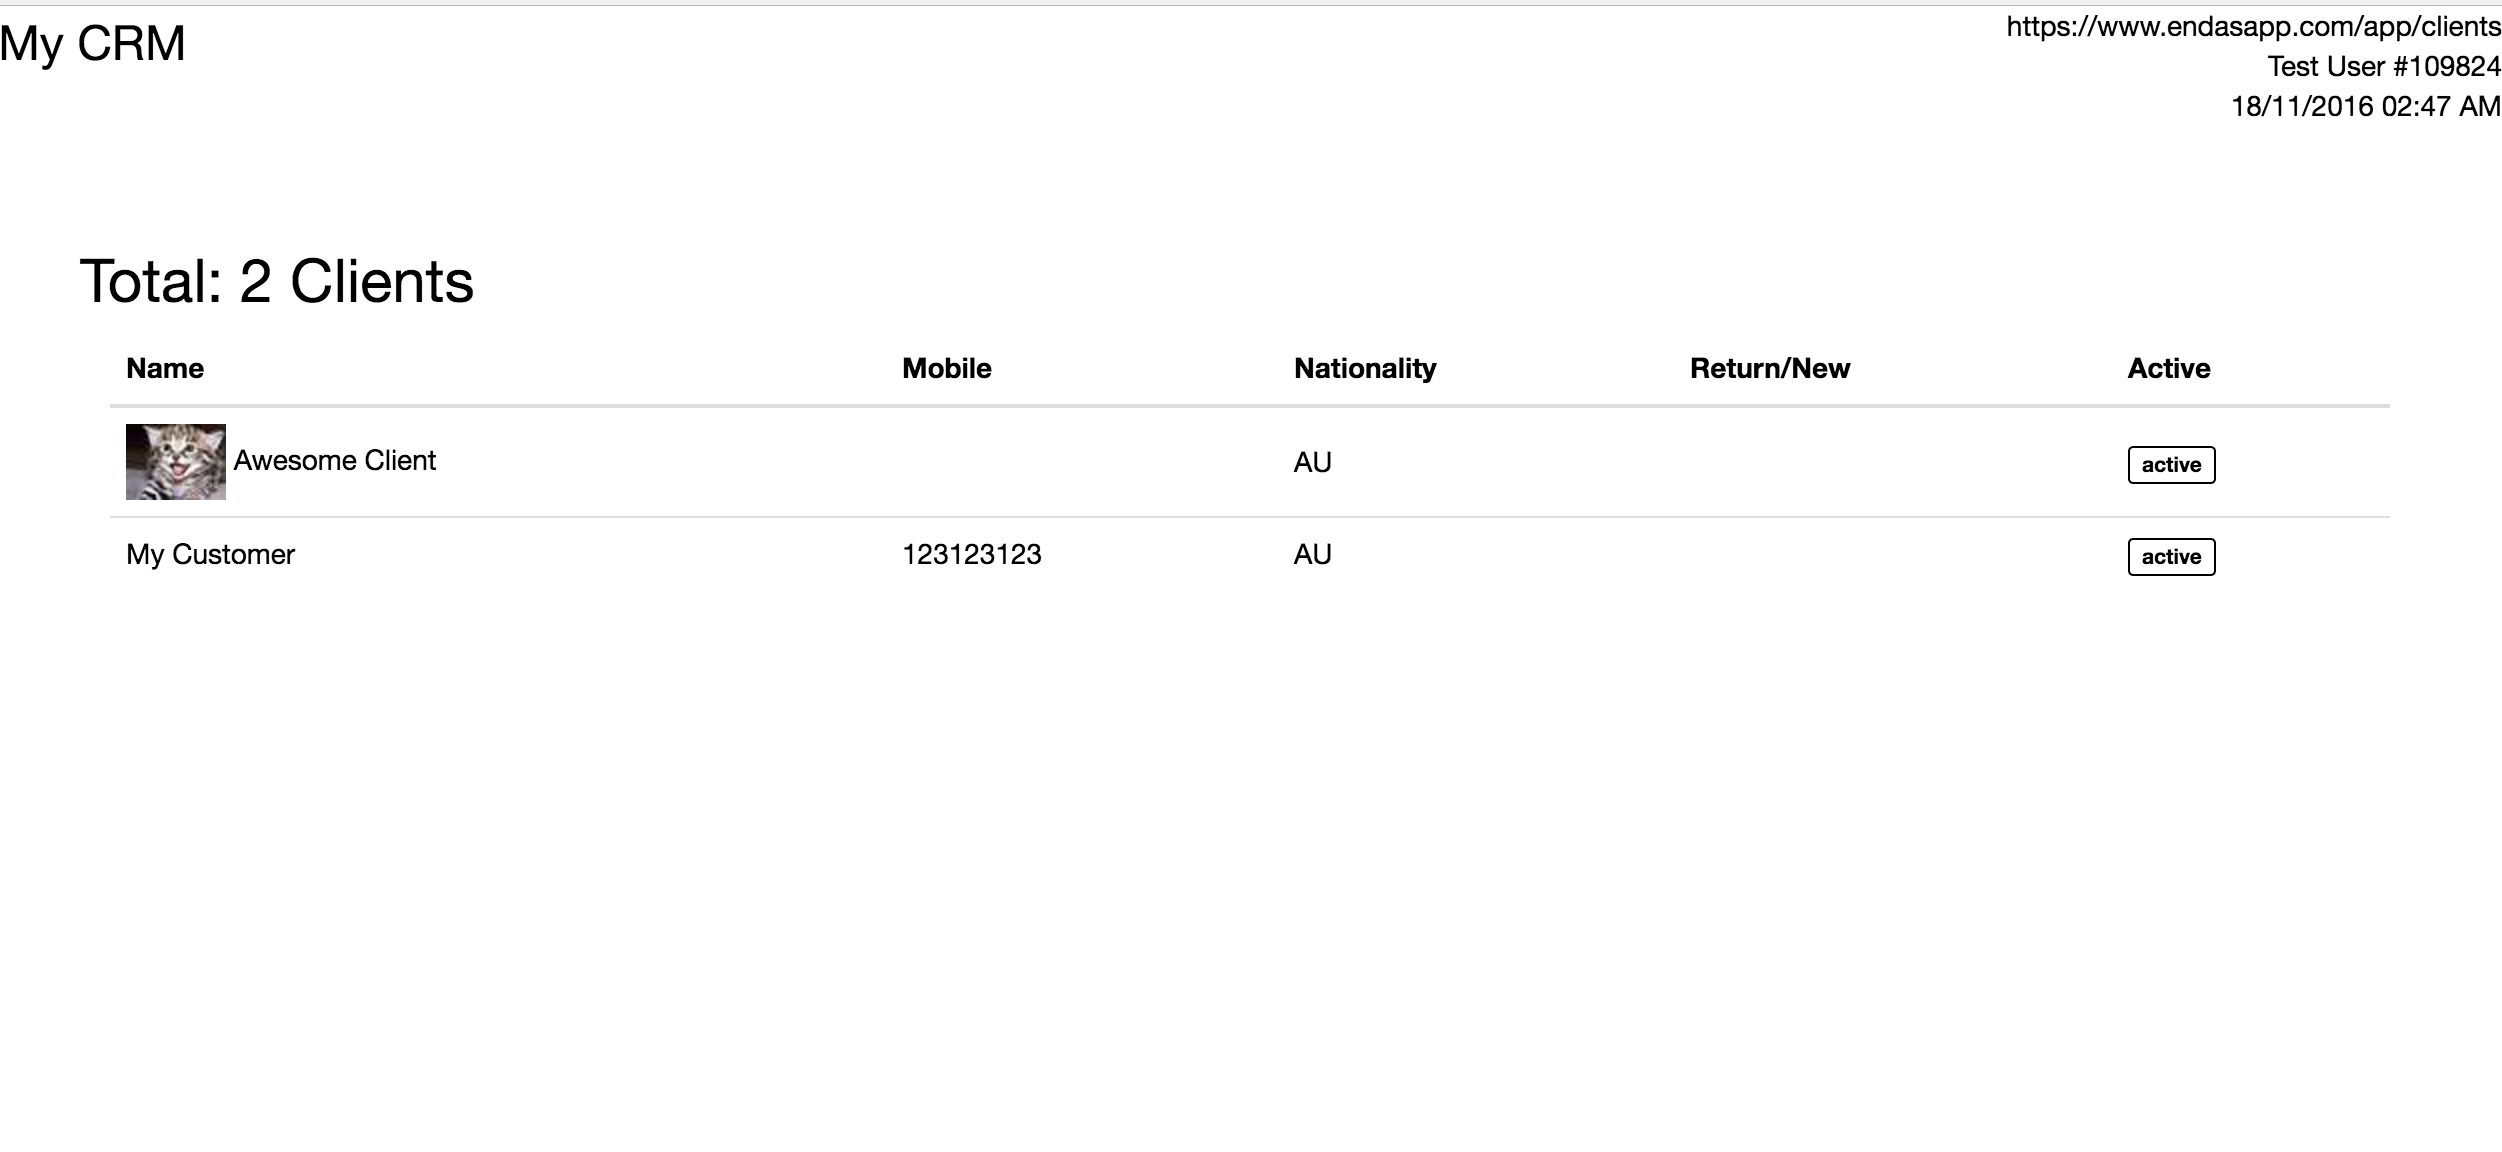 My CRM
https://www.endasapp.com/app/clients
Test User #109824
18/11/2016 02:47 AM
Total: 2 Clients
Name Mobile Nationality Return/New Active
Awesome Client AU active
My Customer 123123123 AU active